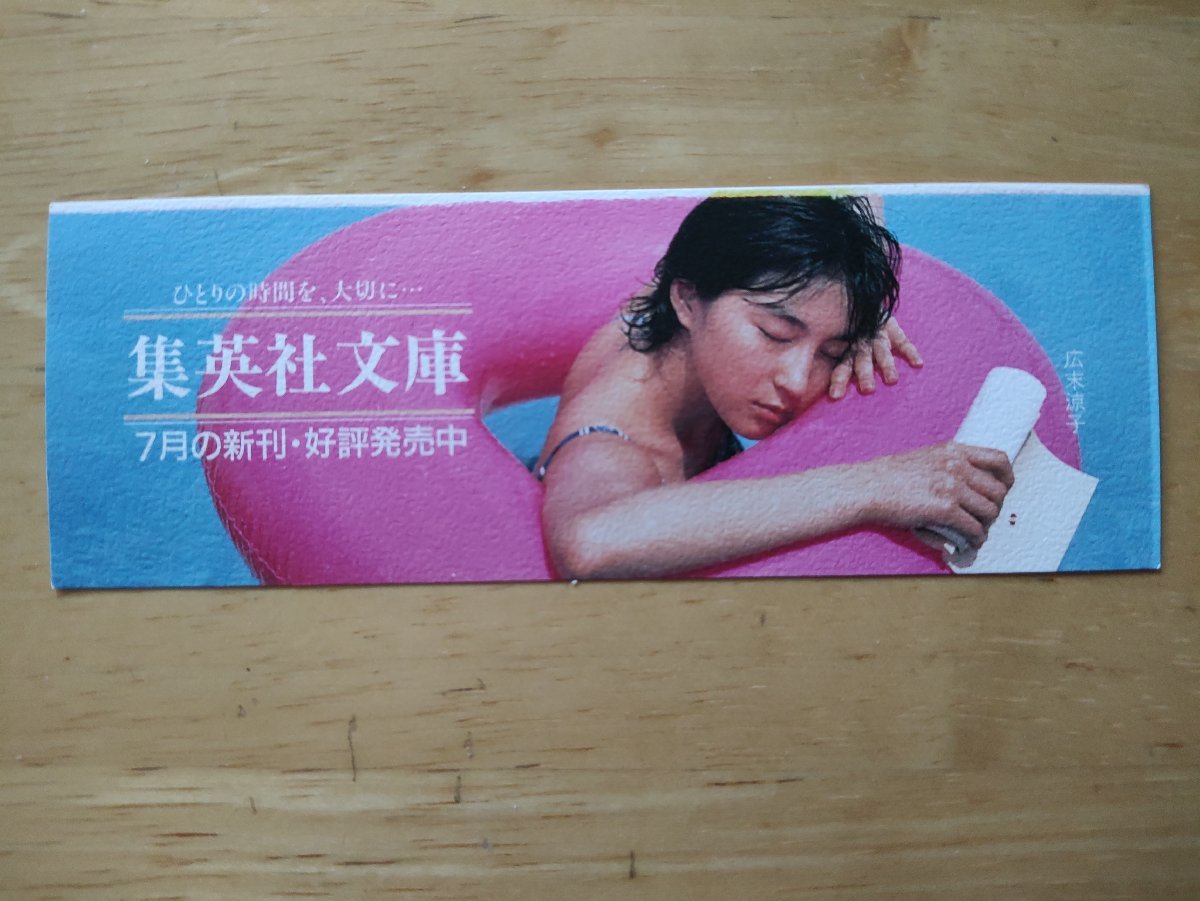 ひとりの時間を、大切に…
集英社文庫
7月の新刊・好評発売中
広末涼子